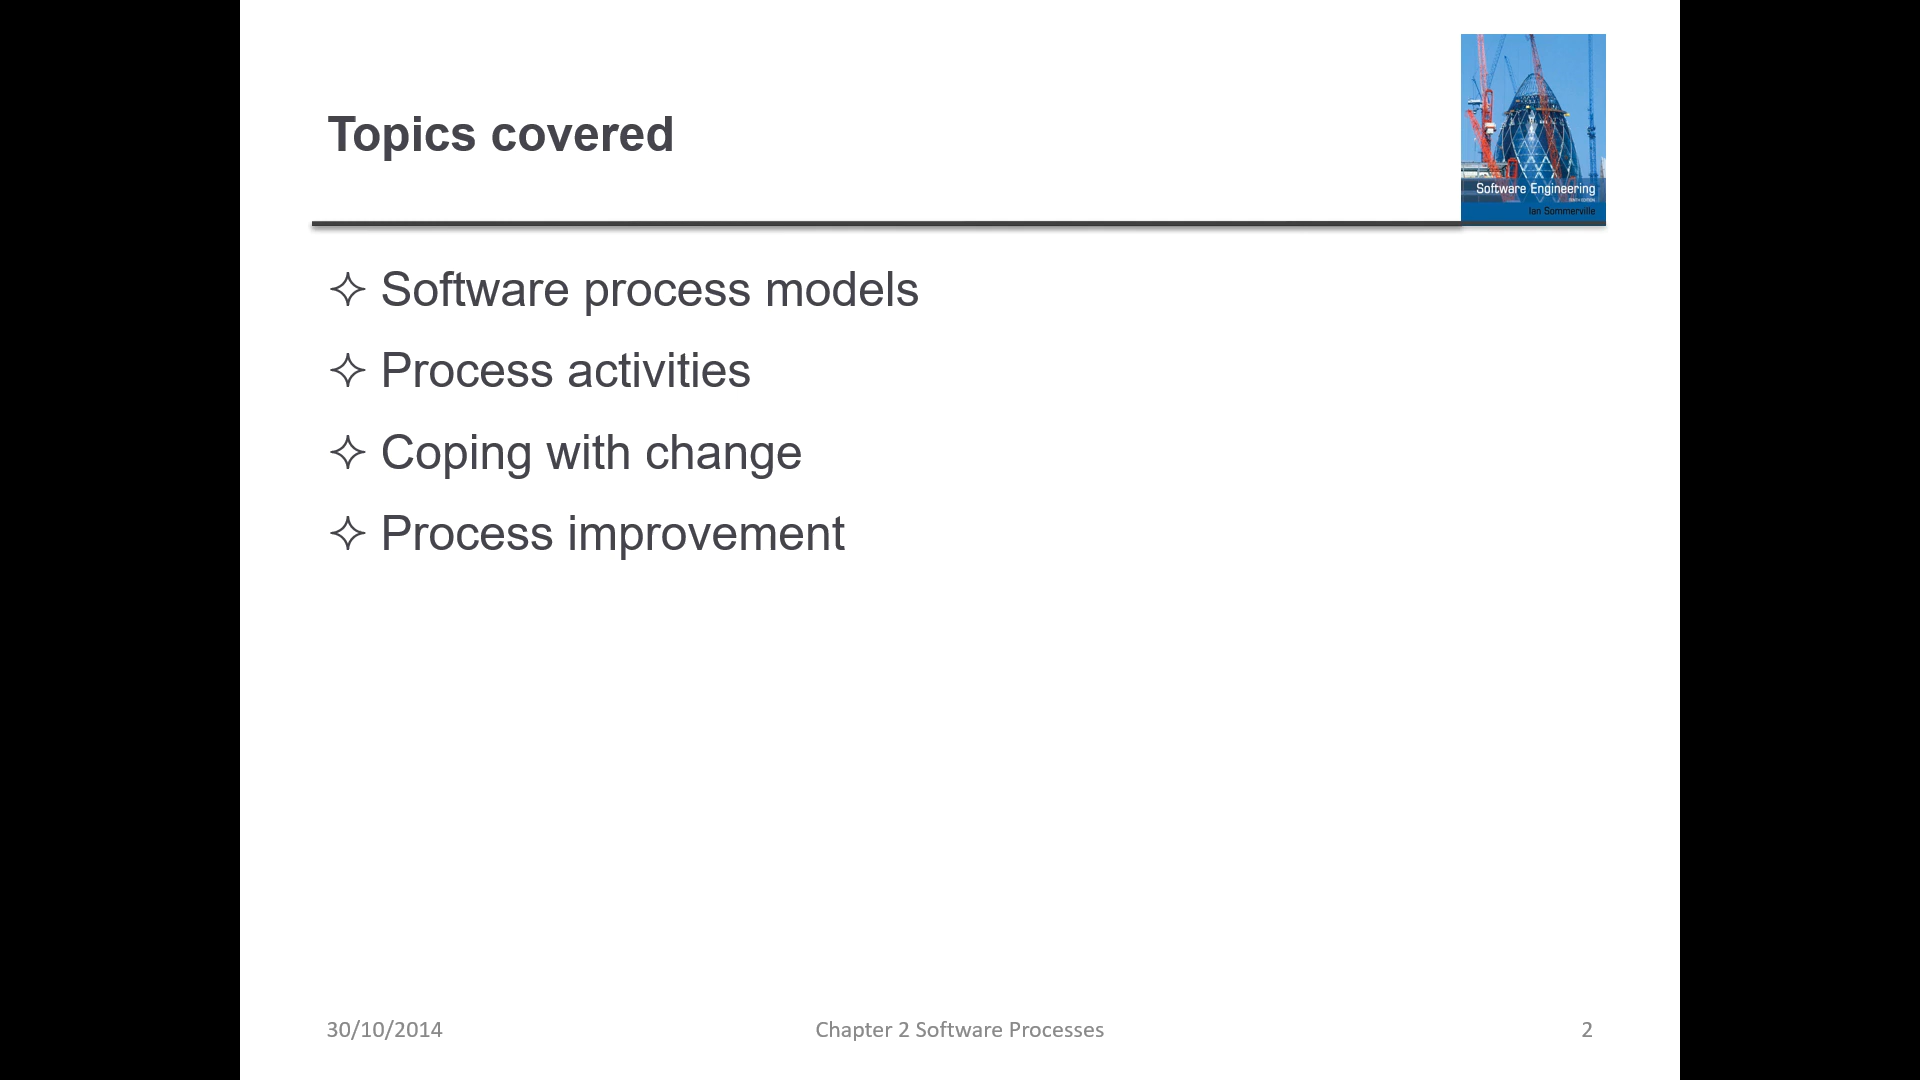 Topics covered
Software Engineering
Ian Sommerville
✧ Software process models
✧ Process activities
✧ Coping with change
✧ Process improvement
30/10/2014
Chapter 2 Software Processes
2